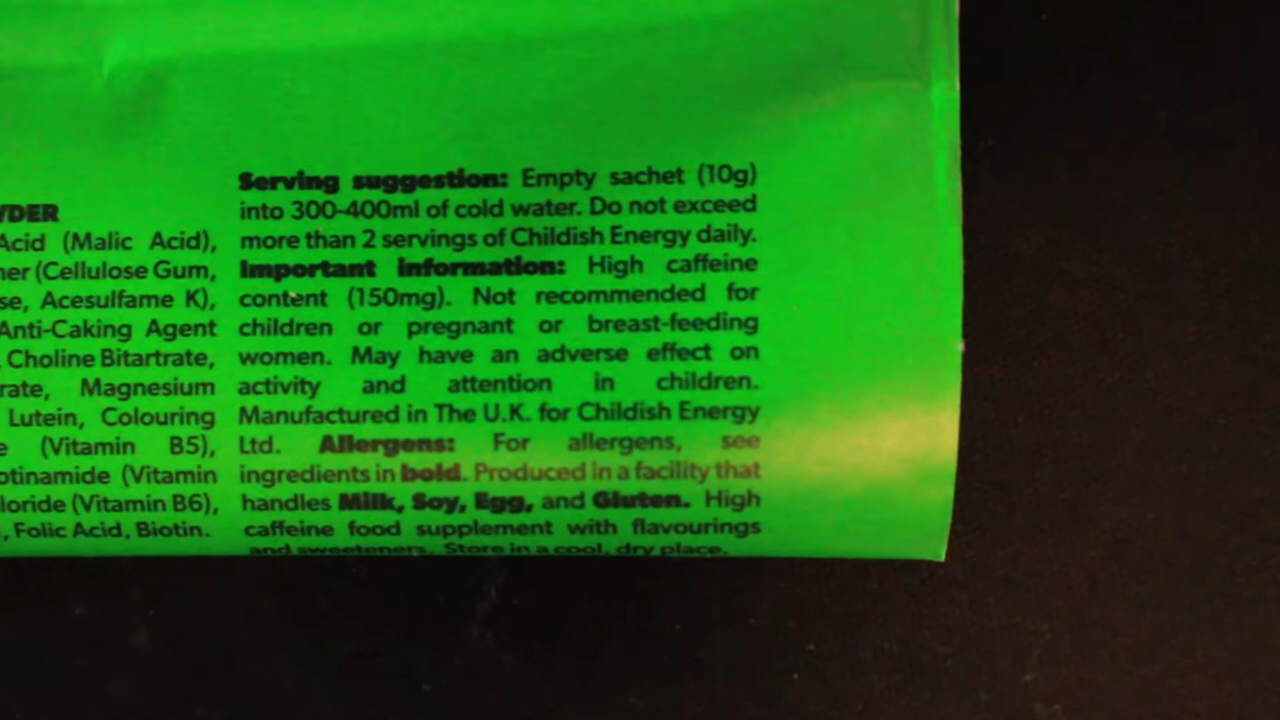 YDER
Acid (Malic Acid),
ner (Cellulose Gum,
se, Acesulfame K),
Anti-Caking Agent
Choline Bitartrate,
rate, Magnesium
Lutein, Colouring
e (Vitamin B5),
otinamide (Vitamin
loride (Vitamin B6),
, Folic Acid, Biotin.
Serving suggestion: Empty sachet (10g)
into 300-400ml of cold water. Do not exceed
more than 2 servings of Childish Energy daily.
Important information: High caffeine
content (150mg). Not recommended for
children or pregnant or breast-feeding
women. May have an adverse effect on
activity and attention in children.
Manufactured in The U.K. for Childish Energy
Ltd. Allergens: For allergens, see
ingredients in bold. Produced in a facility that
handles Milk, Soy, Egg, and Gluten. High
caffeine food supplement with flavourings
and sweeteners. Store in a cool, dry place.